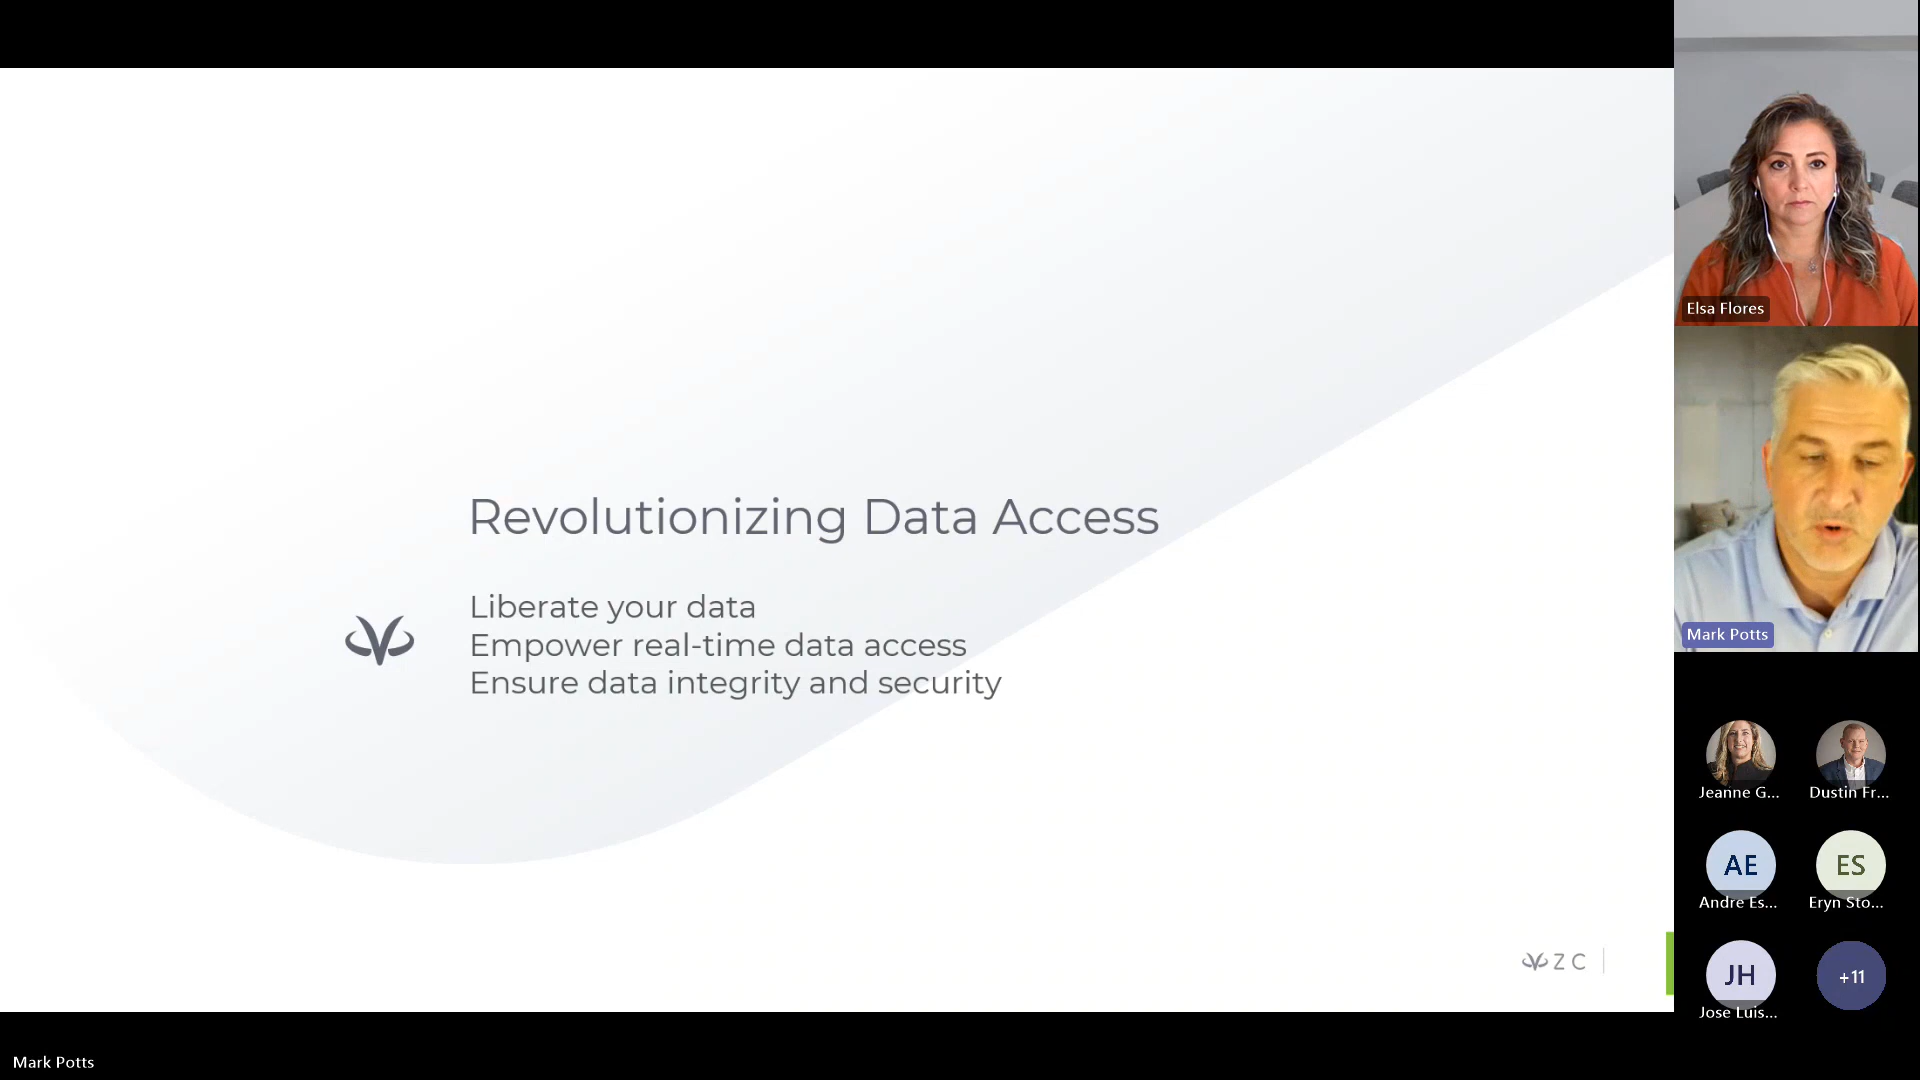 Revolutionizing Data Access
Liberate your data
Empower real-time data access
Ensure data integrity and security
ZC
Elsa Flores
Mark Potts
Jeanne G...
Dustin Fr...
AE
Andre Es...
ES
Eryn Sto...
JH
Jose Luis...
+11
Mark Potts